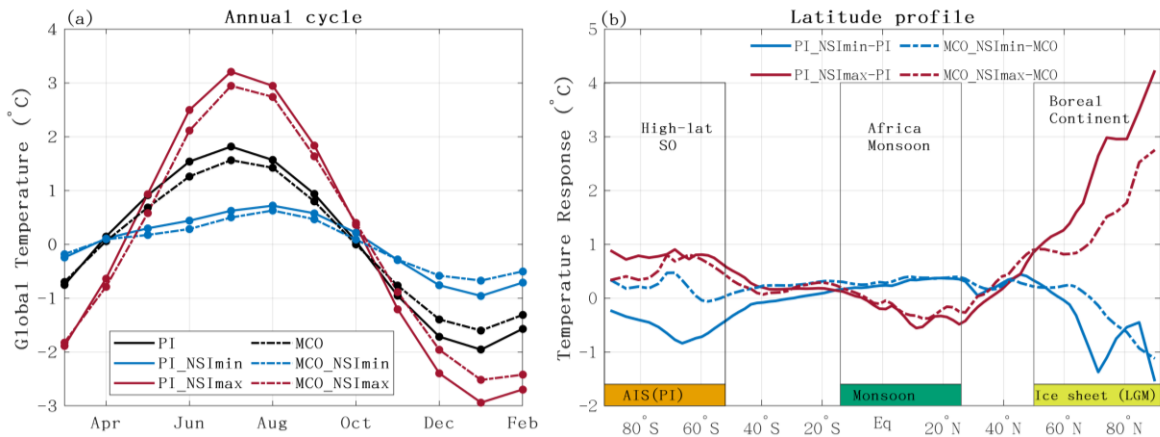 (a) Annual cycle
Global Temperature (°C)
4
3
2
1
0
-1
-2
-3
PI
MCO
PI_NSImin
MCO_NSImin
PI_NSImax
MCO_NSImax
Apr Jun Aug Oct Dec Feb
(b) Latitude profile
PI_NSImin-PI
MCO_NSImin-MCO
PI_NSImax-PI
MCO_NSImax-MCO
Temperature Response (°C)
5
4
3
2
1
0
-1
-2
High-lat
SO
Africa
Monsoon
Boreal
Continent
AIS(PI)
Monsoon
Ice sheet (LGM)
80°S 60°S 40°S 20°S Eq 20°N 40°N 60°N 80°N